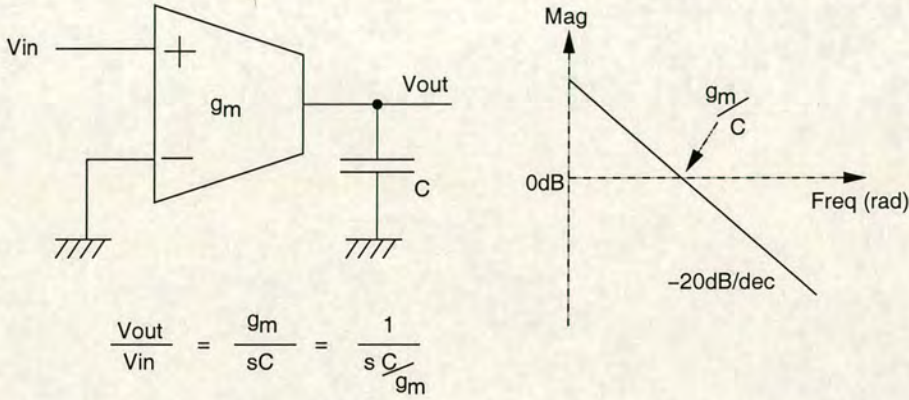 Vin
+
gm
−
Vout
C
Vout / Vin = gm / sC = 1 / s C/gm
Mag
gm/C
0dB
Freq (rad)
−20dB/dec